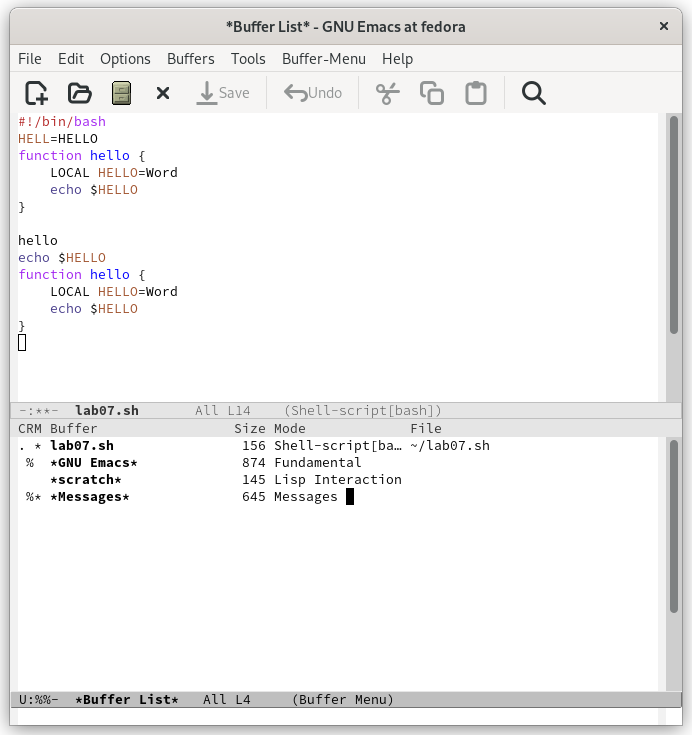 *Buffer List* - GNU Emacs at fedora ×
File Edit Options Buffers Tools Buffer-Menu Help
Save Undo
#!/bin/bash
HELL=HELLO
function hello {
    LOCAL HELLO=Word
    echo $HELLO
}
hello
echo $HELLO
function hello {
    LOCAL HELLO=Word
    echo $HELLO
}
-:**-  lab07.sh       All L14    (Shell-script[bash])
CRM Buffer                Size Mode             File
. * lab07.sh               156 Shell-script[ba… ~/lab07.sh
 %  *GNU Emacs*            874 Fundamental
    *scratch*              145 Lisp Interaction
 %* *Messages*             645 Messages
U:%%-  *Buffer List*   All L4     (Buffer Menu)